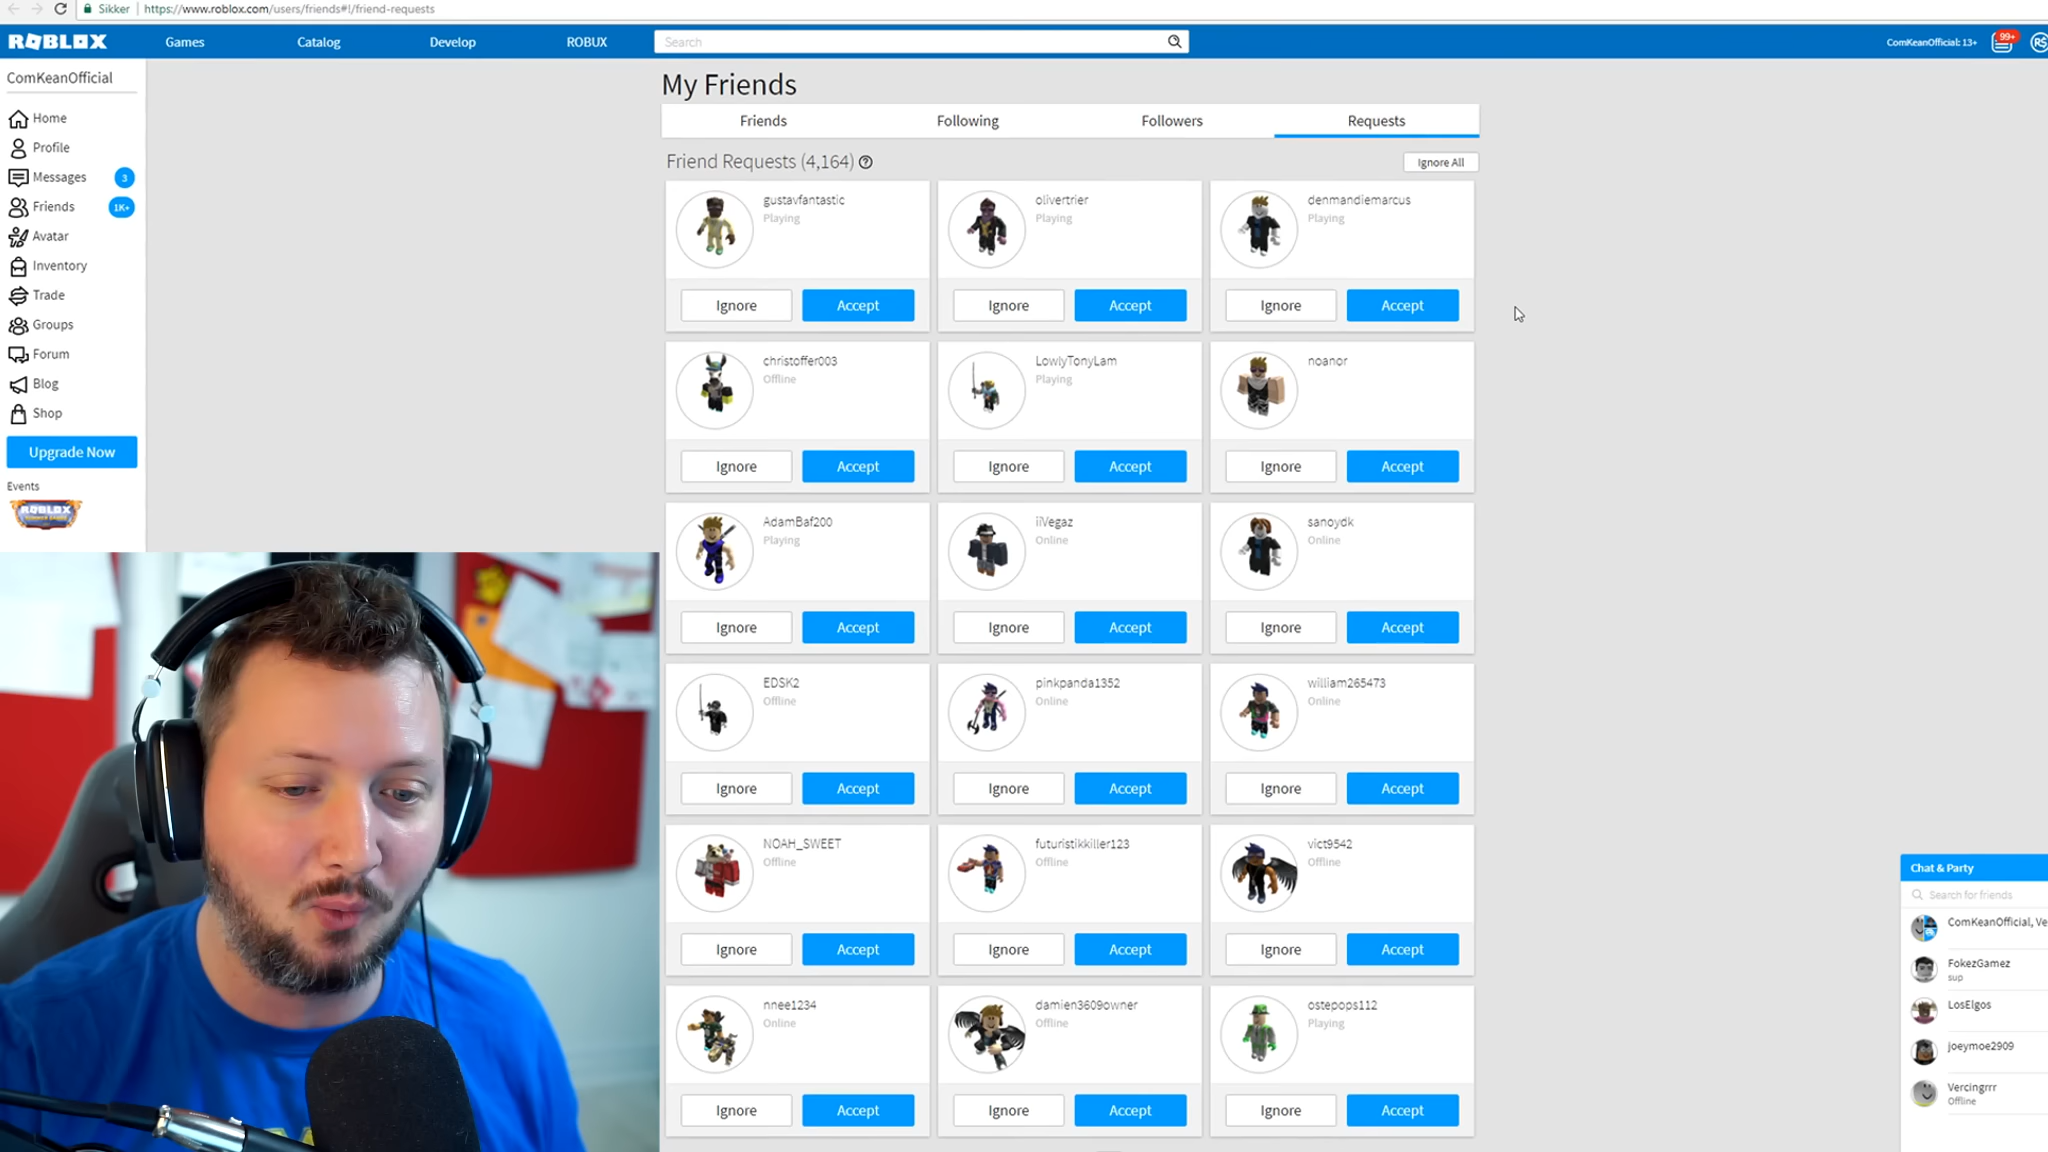 Sikker https://www.roblox.com/users/friends#!/friend-requests
ROBLOX Games Catalog Develop ROBUX Search ComKeanOfficial: 13+ 99+ R$
ComKeanOfficial
Home
Profile
Messages 3
Friends 1K+
Avatar
Inventory
Trade
Groups
Forum
Blog
Shop
Upgrade Now
Events
ROBLOX
My Friends
Friends Following Followers Requests
Friend Requests (4,164) ? Ignore All
gustavfantastic olivertrier denmandiemarcus
Playing Playing Playing
Ignore Accept Ignore Accept Ignore Accept
christoffer003 LowlyTonyLam noanor
Offline Playing
Ignore Accept Ignore Accept Ignore Accept
AdamBaf200 iiVegaz sanoydk
Playing Online Online
Ignore Accept Ignore Accept Ignore Accept
EDSK2 pinkpanda1352 william265473
Offline Online Online
Ignore Accept Ignore Accept Ignore Accept
NOAH_SWEET futuristikkiller123 vict9542
Offline Offline Offline
Ignore Accept Ignore Accept Ignore Accept
nnee1234 damien3609owner ostepops112
Online Offline Playing
Ignore Accept Ignore Accept Ignore Accept
Chat & Party
Search for friends
ComKeanOfficial, Ve
FokezGamez
sup
LosElgos
joeymoe2909
Vercingrrr
Offline